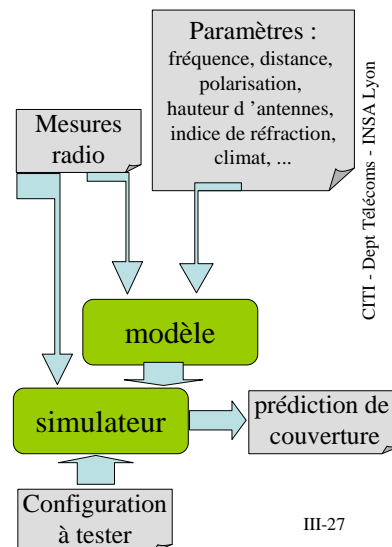 Paramètres :
fréquence, distance,
polarisation,
hauteur d ’antennes,
indice de réfraction,
climat, ...
Mesures
radio
CITI - Dept Télécoms - INSA Lyon
modèle
simulateur
prédiction de
couverture
Configuration
à tester
III-27